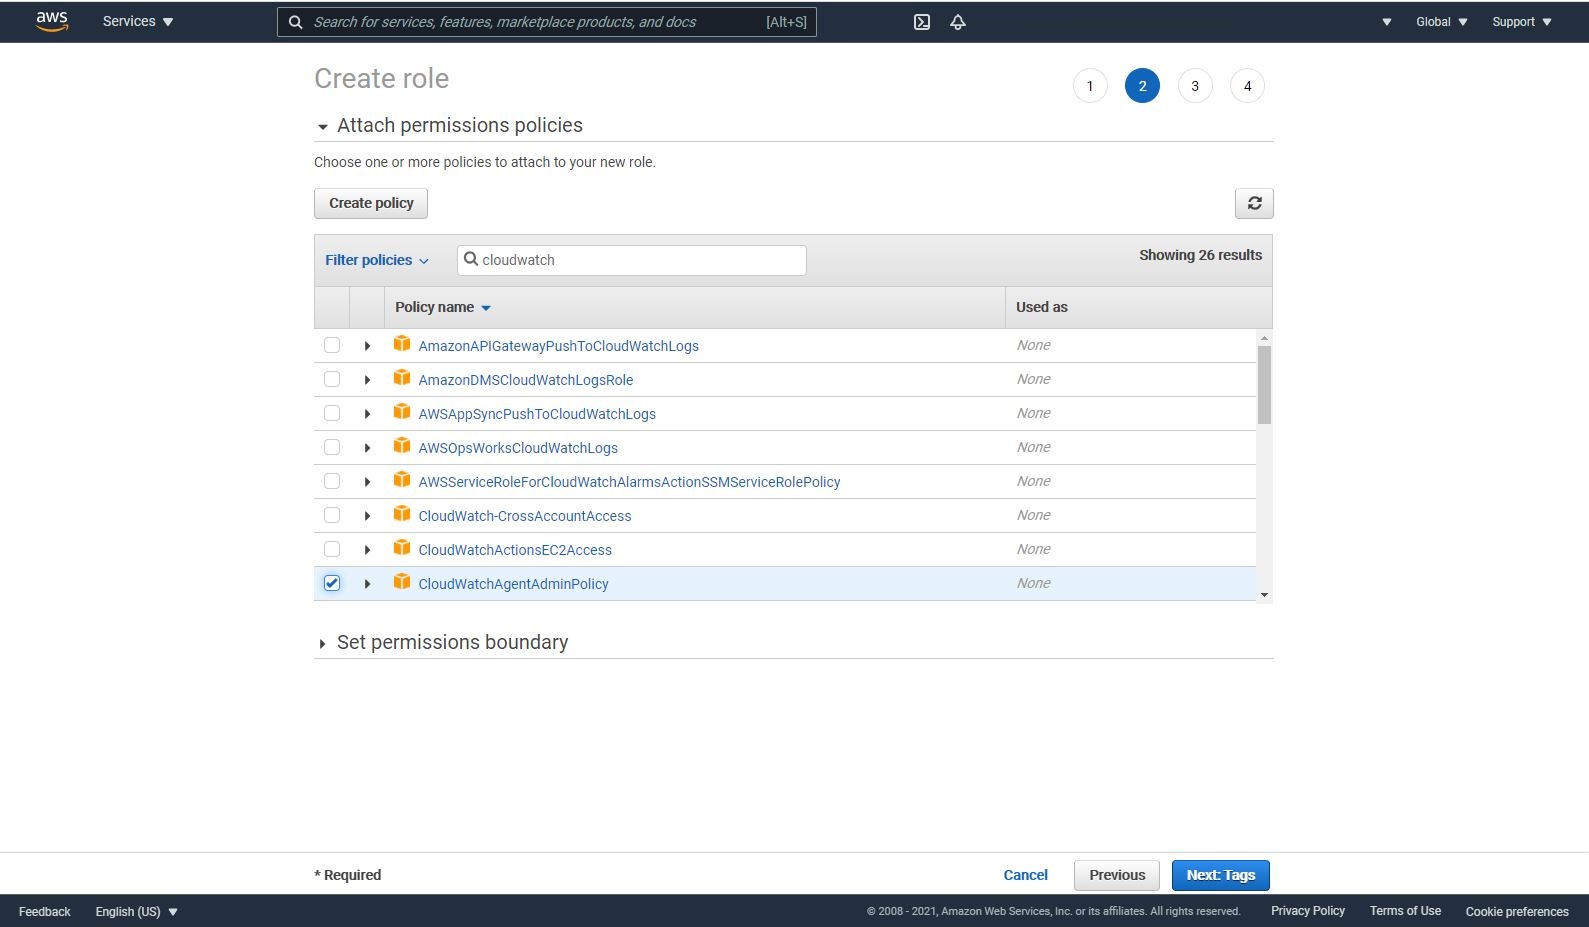 aws Services Search for services, features, marketplace products, and docs [Alt+S] Global Support
Create role 1 2 3 4
Attach permissions policies
Choose one or more policies to attach to your new role.
Create policy
Filter policies cloudwatch Showing 26 results
Policy name Used as
AmazonAPIGatewayPushToCloudWatchLogs None
AmazonDMSCloudWatchLogsRole None
AWSAppSyncPushToCloudWatchLogs None
AWSOpsWorksCloudWatchLogs None
AWSServiceRoleForCloudWatchAlarmsActionSSMServiceRolePolicy None
CloudWatch-CrossAccountAccess None
CloudWatchActionsEC2Access None
CloudWatchAgentAdminPolicy None
Set permissions boundary
* Required Cancel Previous Next: Tags
Feedback English (US) © 2008 - 2021, Amazon Web Services, Inc. or its affiliates. All rights reserved. Privacy Policy Terms of Use Cookie preferences